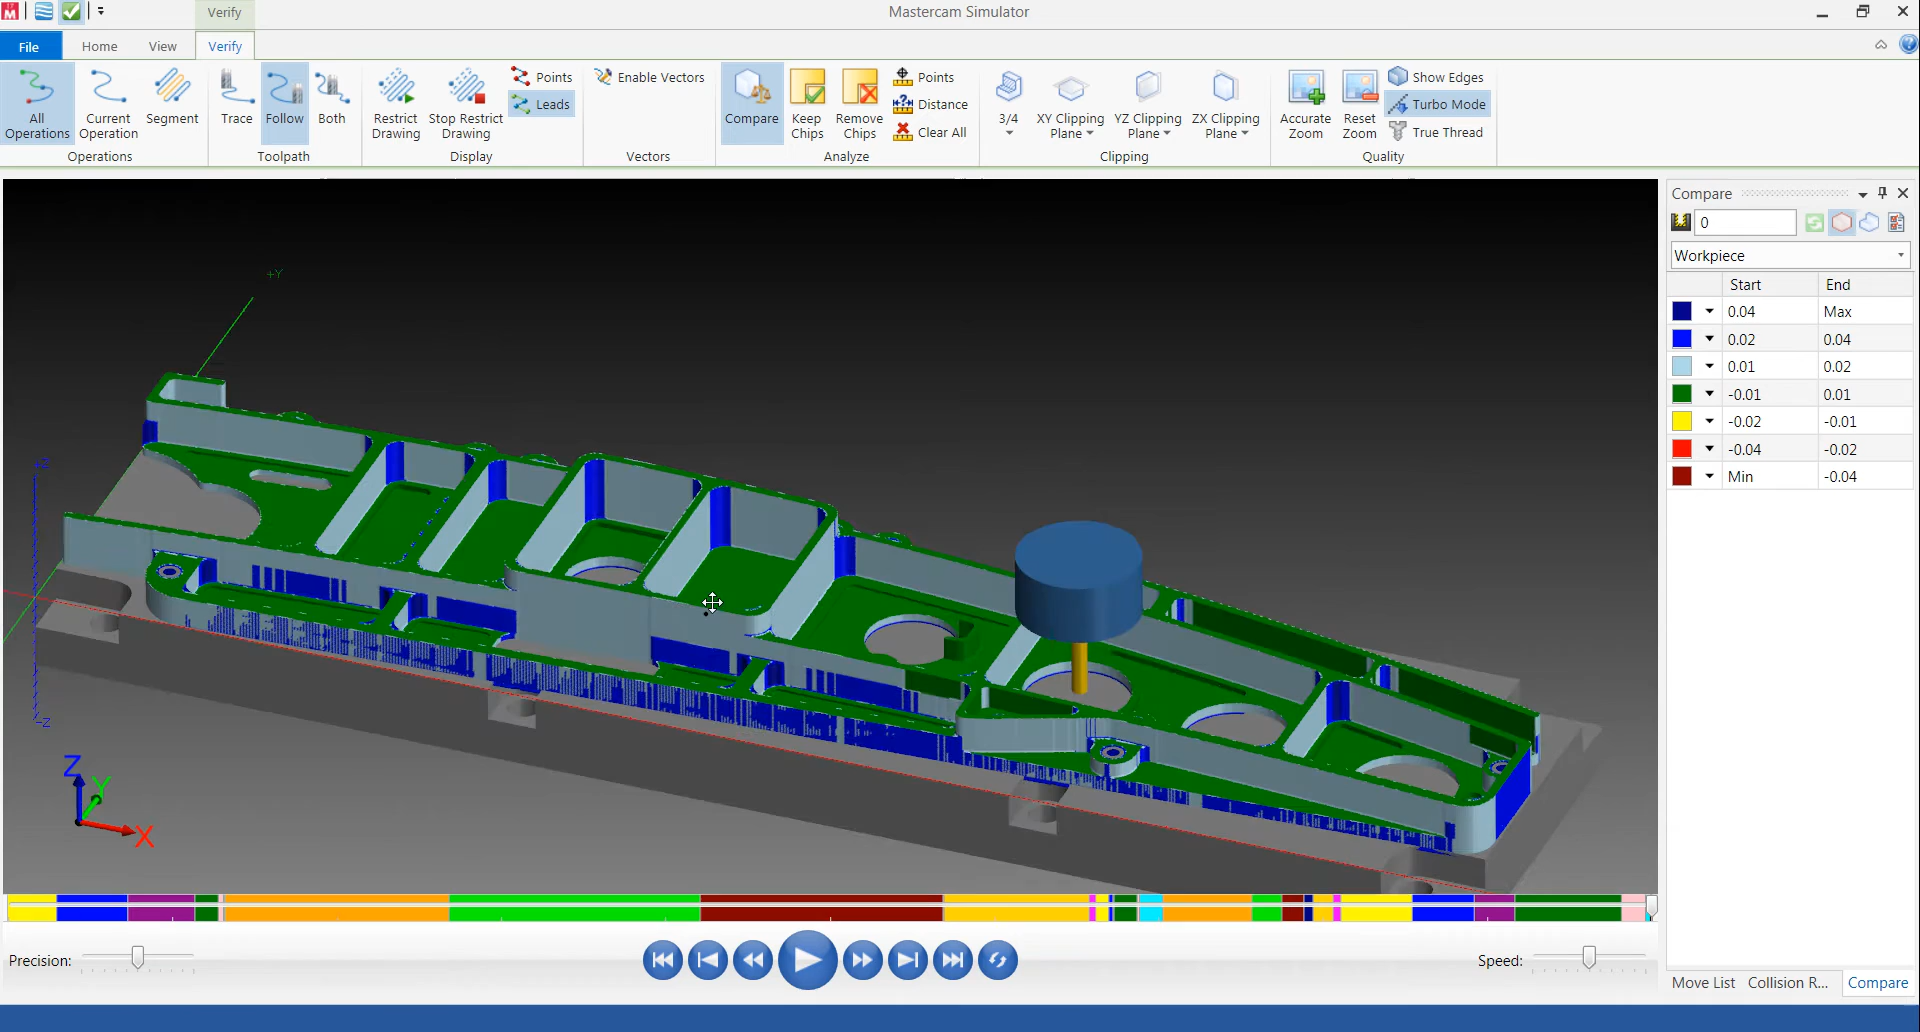 Verify
Mastercam Simulator
File
Home
View
Verify
All
Operations
Current
Operation
Segment
Operations
Trace
Follow
Both
Toolpath
Restrict
Drawing
Stop Restrict
Drawing
Points
Leads
Display
Enable Vectors
Vectors
Compare
Keep
Chips
Remove
Chips
Points
Distance
Clear All
Analyze
3/4
XY Clipping
Plane
YZ Clipping
Plane
ZX Clipping
Plane
Clipping
Accurate
Zoom
Reset
Zoom
Show Edges
Turbo Mode
True Thread
Quality
+Y
+Z
-Z
Z
Y
X
Compare
0
Workpiece
Start End
0.04 Max
0.02 0.04
0.01 0.02
-0.01 0.01
-0.02 -0.01
-0.04 -0.02
Min -0.04
Precision:
Speed:
Move List
Collision R...
Compare